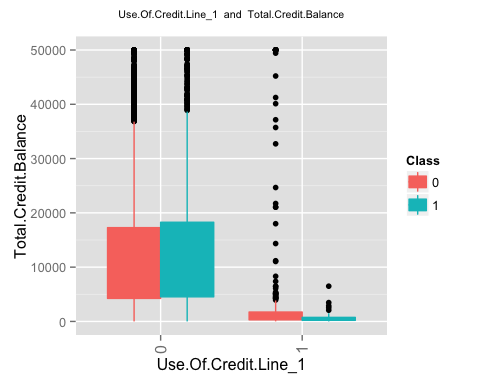 Use.Of.Credit.Line_1 and Total.Credit.Balance
Total.Credit.Balance
50000
40000
30000
20000
10000
0
0
1
Use.Of.Credit.Line_1
Class
0
1